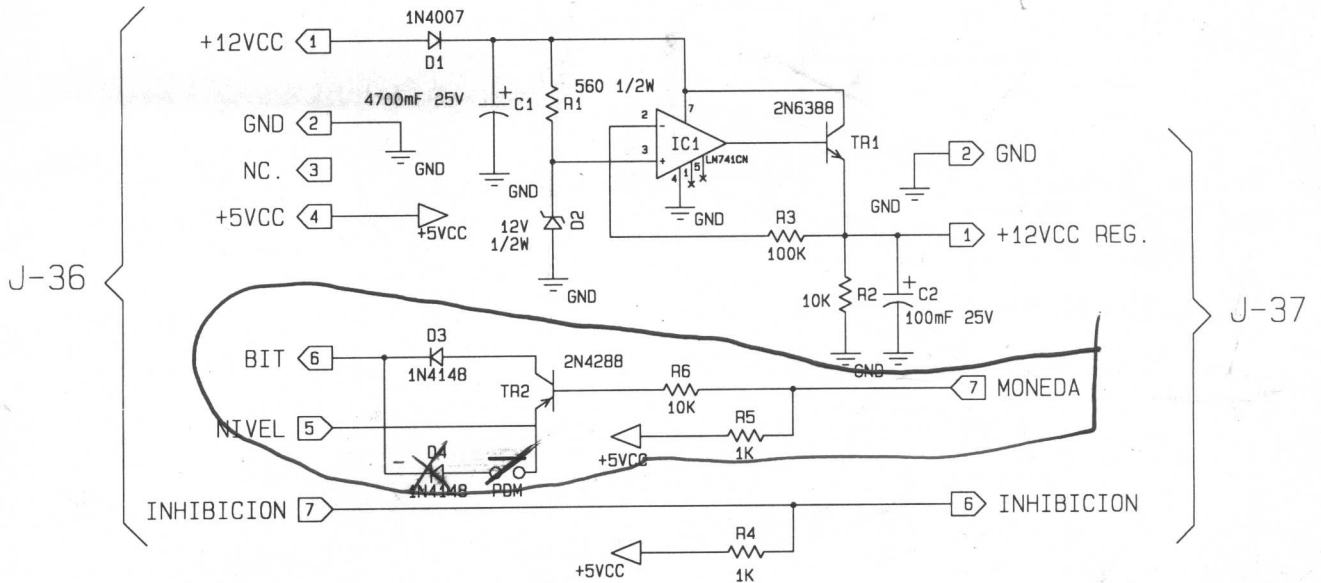 1N4007
+12VCC 1
D1
560 1/2W
4700mF 25V
+
C1
R1
7
2N6388
GND 2
2
-
IC1
TR1
GND
3
+
LM741CN
2 GND
NC. 3
4
1
5
GND
GND
GND
+5VCC 4
+5VCC
12V
1/2W
D2
R3
100K
1 +12VCC REG.
J-36
GND
10K
R2
+
C2
100mF 25V
J-37
D3
BIT 6
1N4148
2N4288
GND
TR2
R6
10K
7 MONEDA
NIVEL 5
R5
+5VCC
1K
-
D4
1N4148
PDM
INHIBICION 7
6 INHIBICION
R4
+5VCC
1K